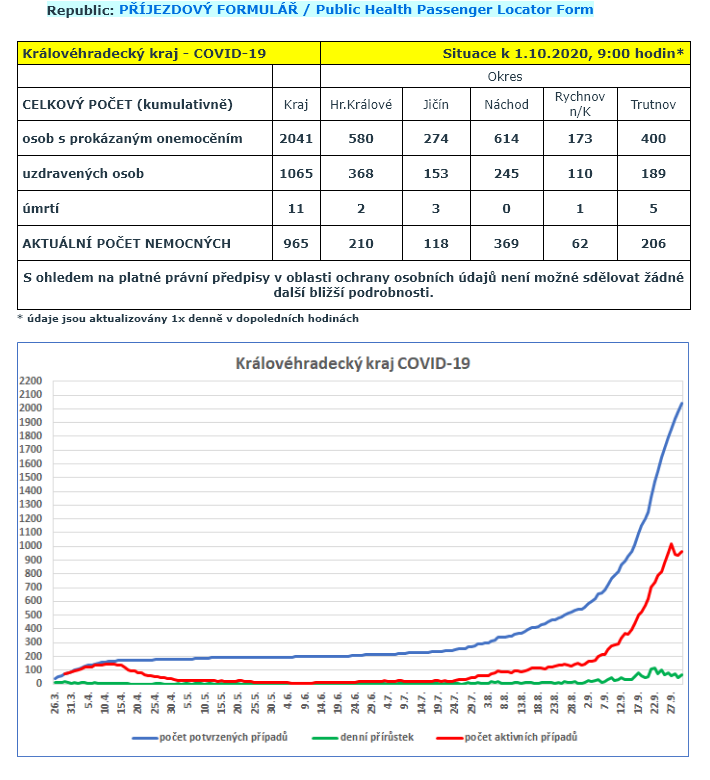 Republic: PŘÍJEZDOVÝ FORMULÁŘ / Public Health Passenger Locator Form
Královéhradecký kraj - COVID-19 Situace k 1.10.2020, 9:00 hodin*
Okres
CELKOVÝ POČET (kumulativně) Kraj Hr.Králové Jičín Náchod Rychnov n/K Trutnov
osob s prokázaným onemocněním 2041 580 274 614 173 400
uzdravených osob 1065 368 153 245 110 189
úmrtí 11 2 3 0 1 5
AKTUÁLNÍ POČET NEMOCNÝCH 965 210 118 369 62 206
S ohledem na platné právní předpisy v oblasti ochrany osobních údajů není možné sdělovat žádné
další bližší podrobnosti.
* údaje jsou aktualizovány 1x denně v dopoledních hodinách
Královéhradecký kraj COVID-19
2200
2100
2000
1900
1800
1700
1600
1500
1400
1300
1200
1100
1000
900
800
700
600
500
400
300
200
100
0
26.3. 31.3. 5.4. 10.4. 15.4. 20.4. 25.4. 30.4. 5.5. 10.5. 15.5. 20.5. 25.5. 30.5. 4.6. 9.6. 14.6. 19.6. 24.6. 29.6. 4.7. 9.7. 14.7. 19.7. 24.7. 29.7. 3.8. 8.8. 13.8. 18.8. 23.8. 28.8. 2.9. 7.9. 12.9. 17.9. 22.9. 27.9.
počet potvrzených případů denní přírůstek počet aktivních případů